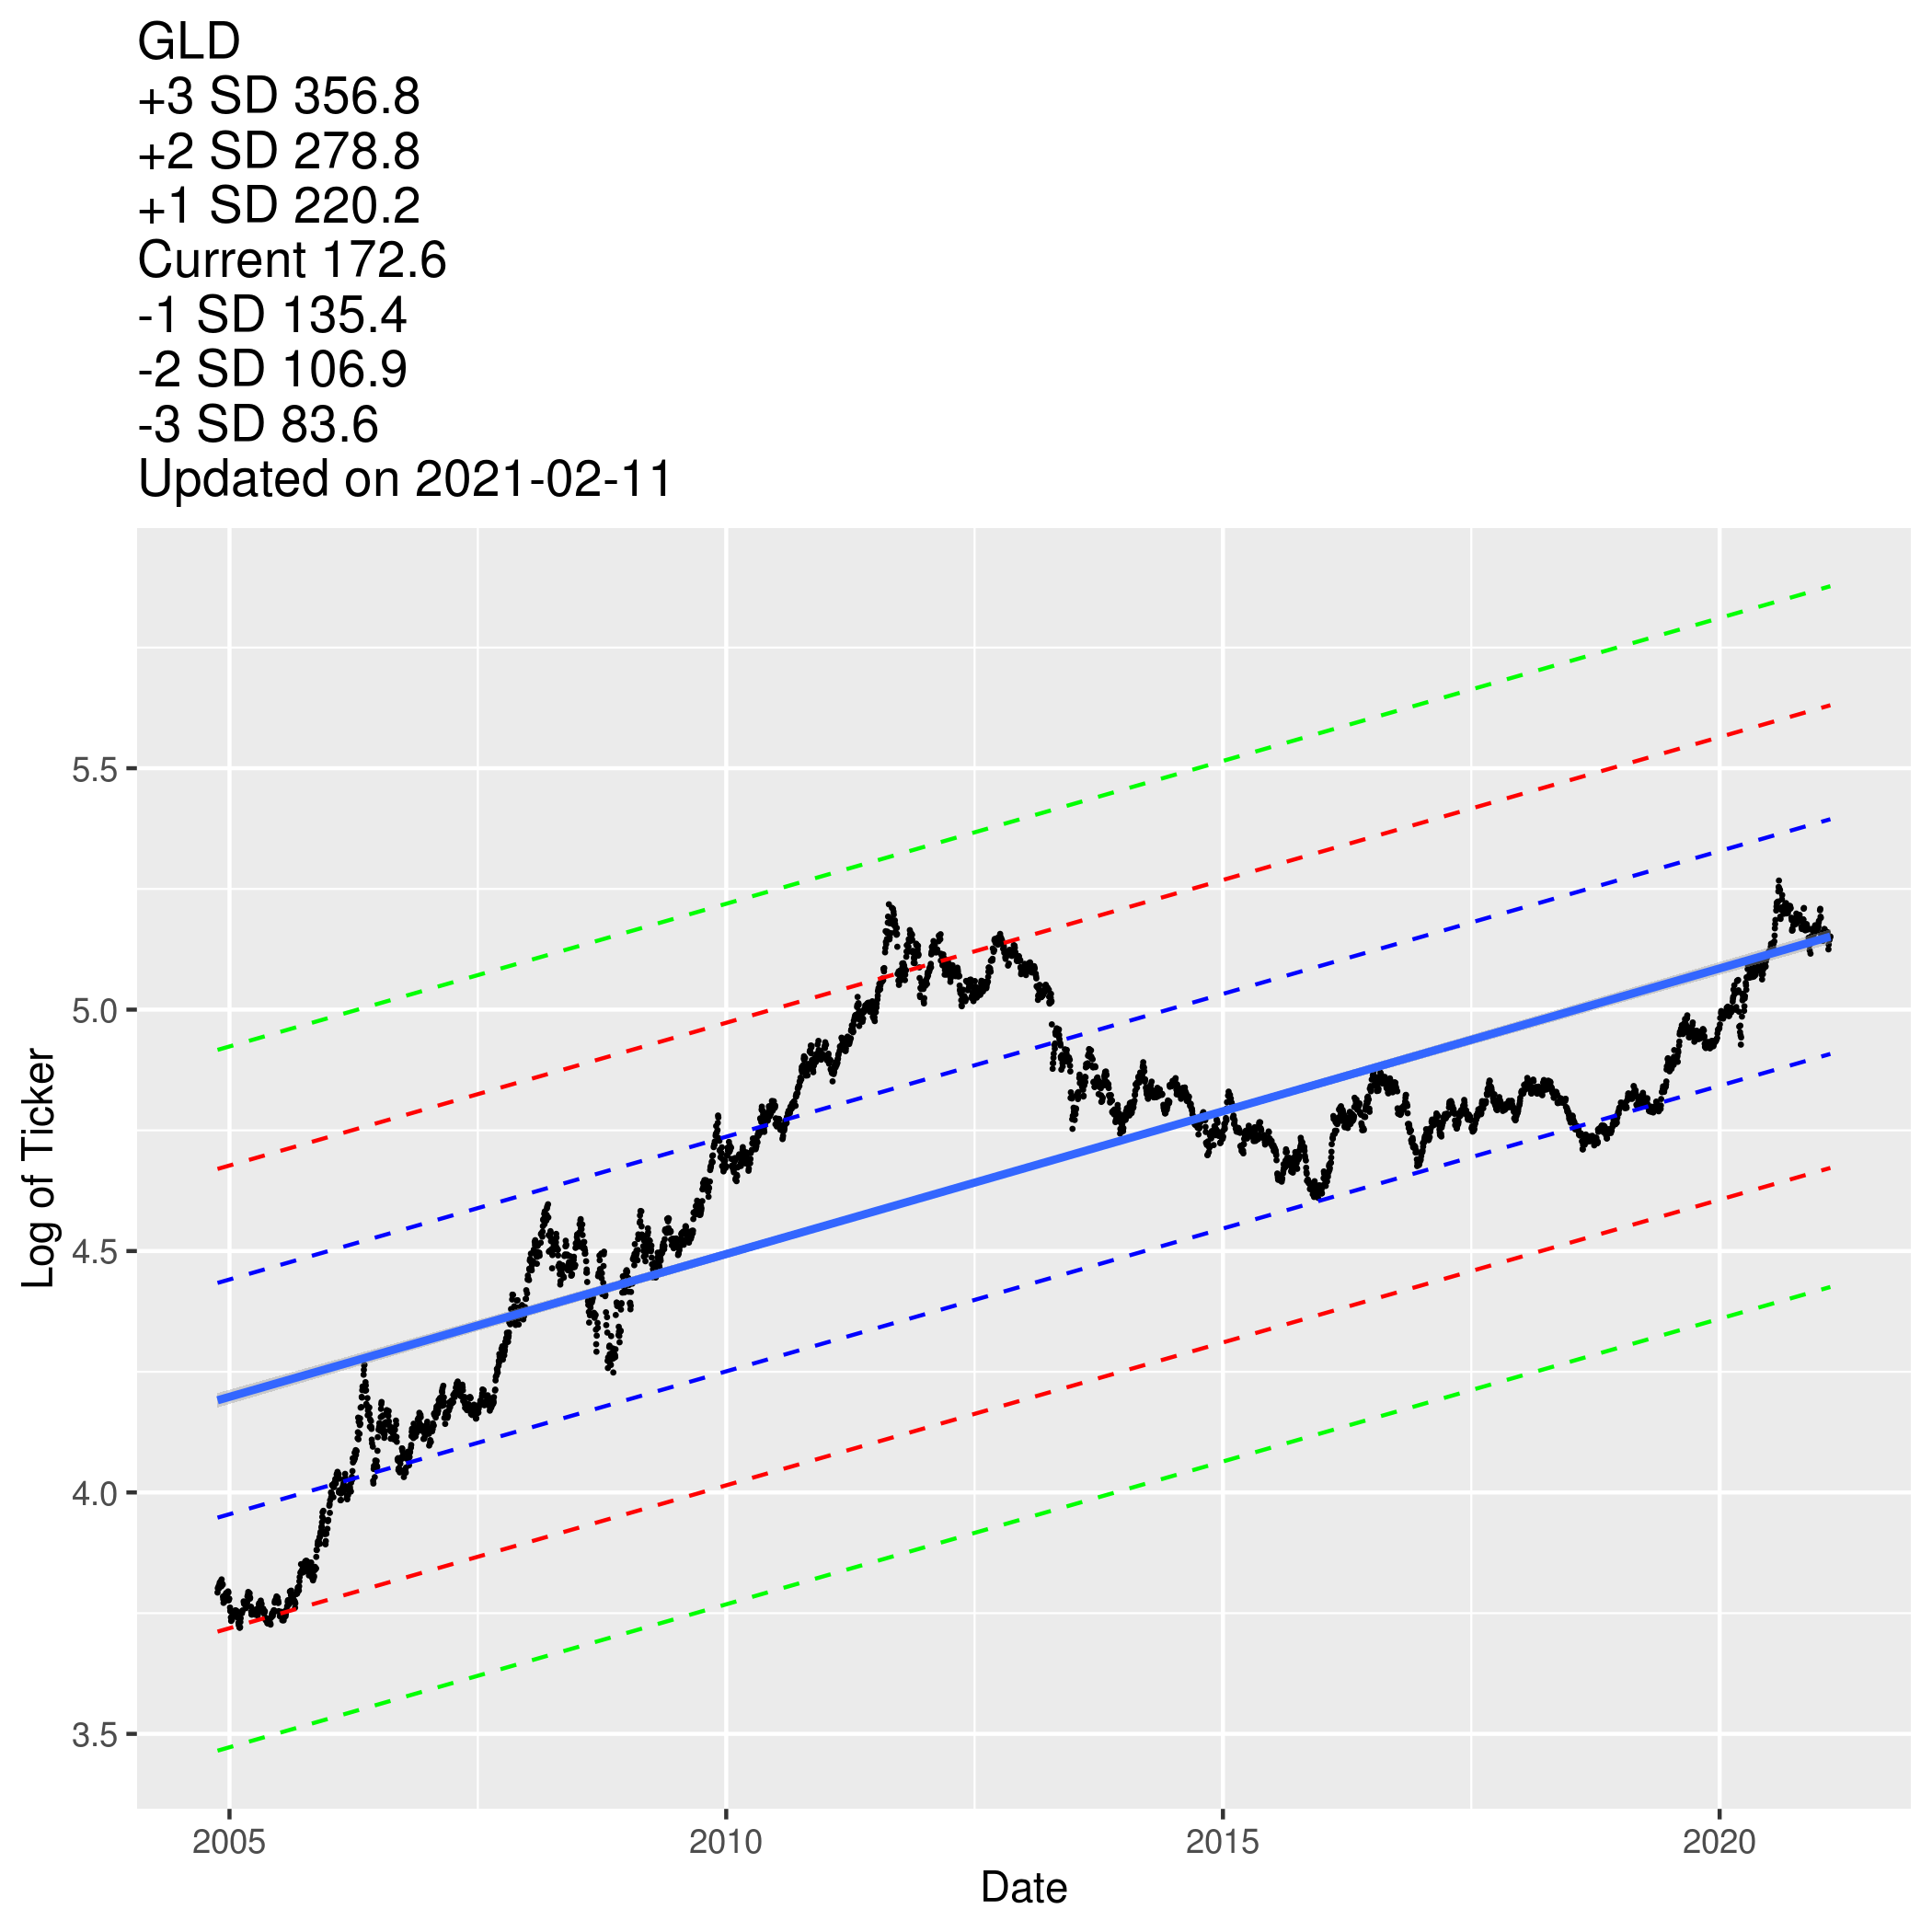 GLD
+3 SD 356.8
+2 SD 278.8
+1 SD 220.2
Current 172.6
-1 SD 135.4
-2 SD 106.9
-3 SD 83.6
Updated on 2021-02-11
5.5
5.0
4.5
4.0
3.5
Log of Ticker
2005 2010 2015 2020
Date